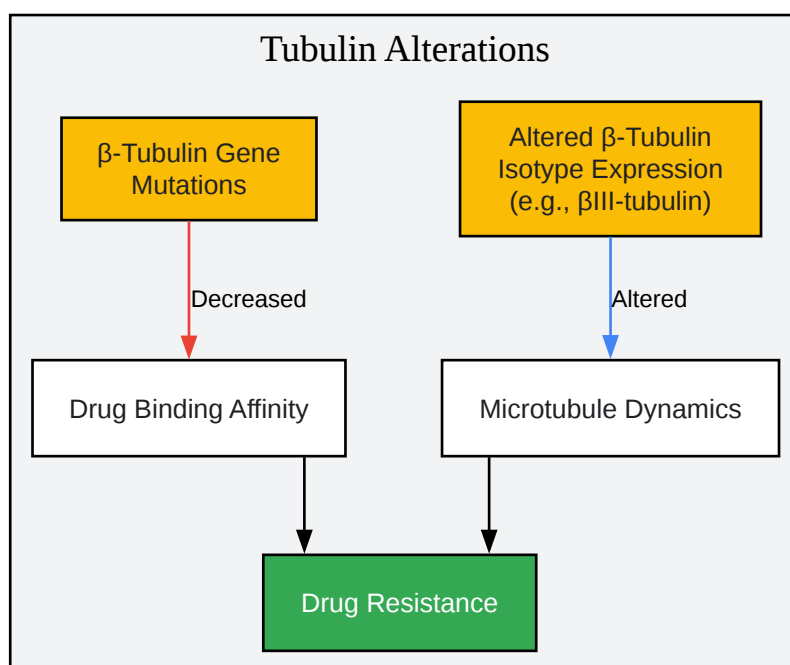 Tubulin Alterations
β-Tubulin Gene
Mutations
Altered β-Tubulin
Isotype Expression
(e.g., βIII-tubulin)
Decreased
Altered
Drug Binding Affinity
Microtubule Dynamics
Drug Resistance